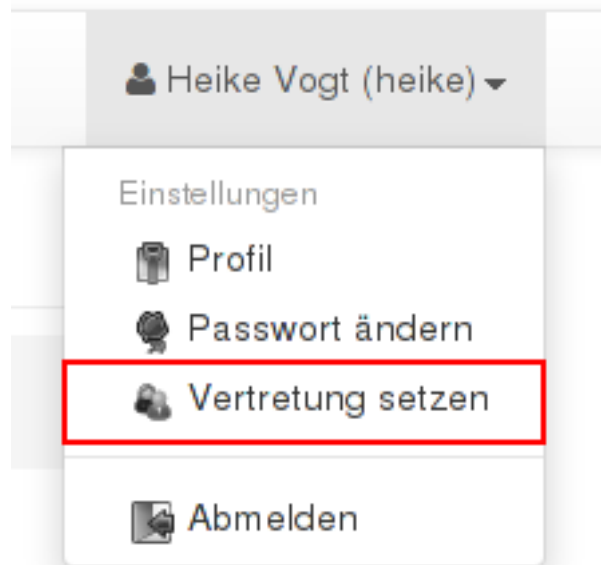 Heike Vogt (heike)
Einstellungen
Profil
Passwort ändern
Vertretung setzen
Abmelden